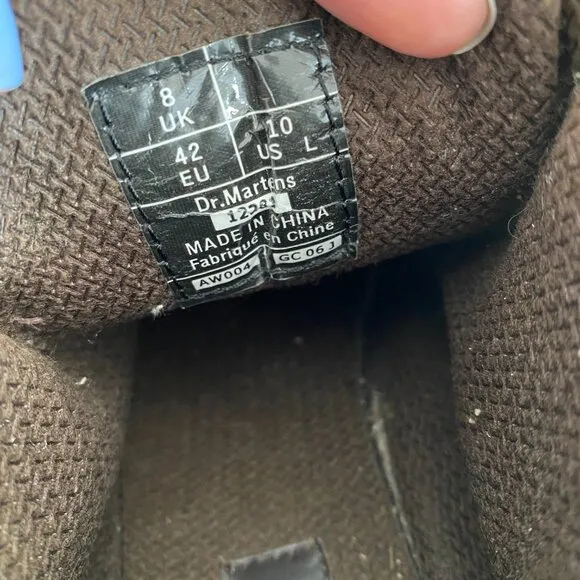 8
UK
42
EU
10
US L
Dr.Martens
MADE IN CHINA
Fabriqué en Chine
AW004
GC 06 J